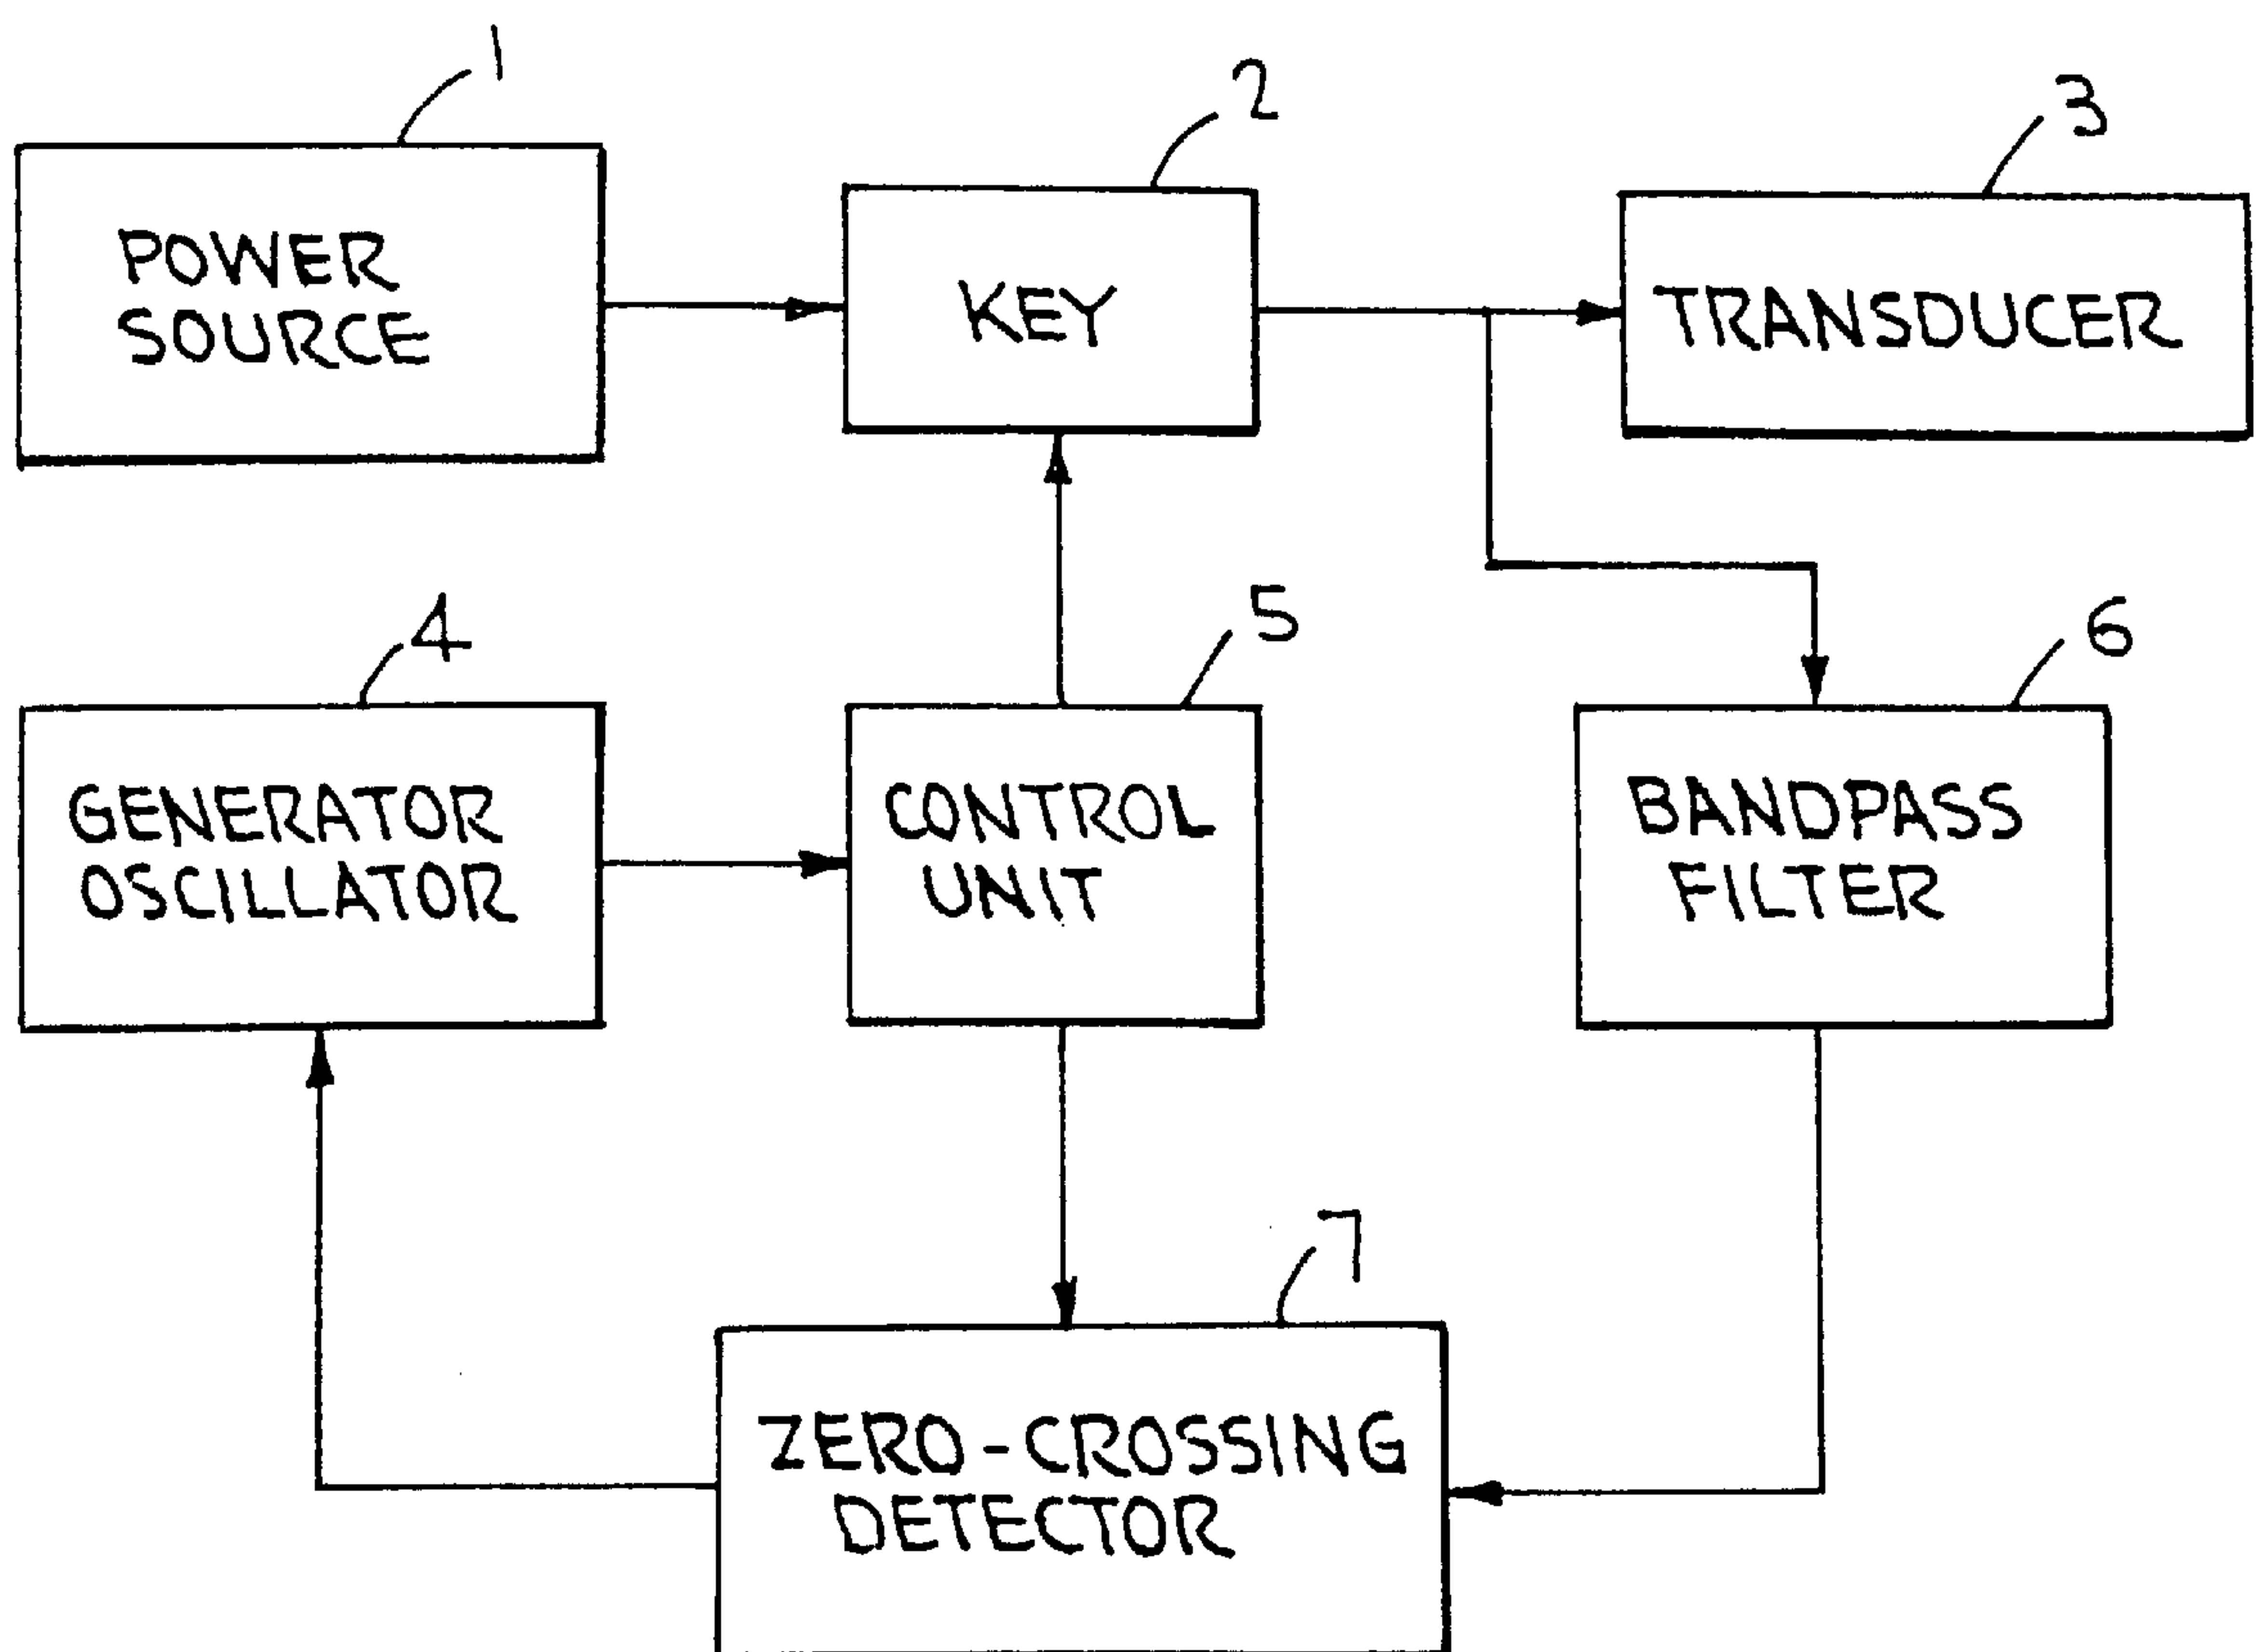 1
2
3
POWER
SOURCE
KEY
TRANSDUCER
4
5
6
GENERATOR
OSCILLATOR
CONTROL
UNIT
BANDPASS
FILTER
7
ZERO-CROSSING
DETECTOR